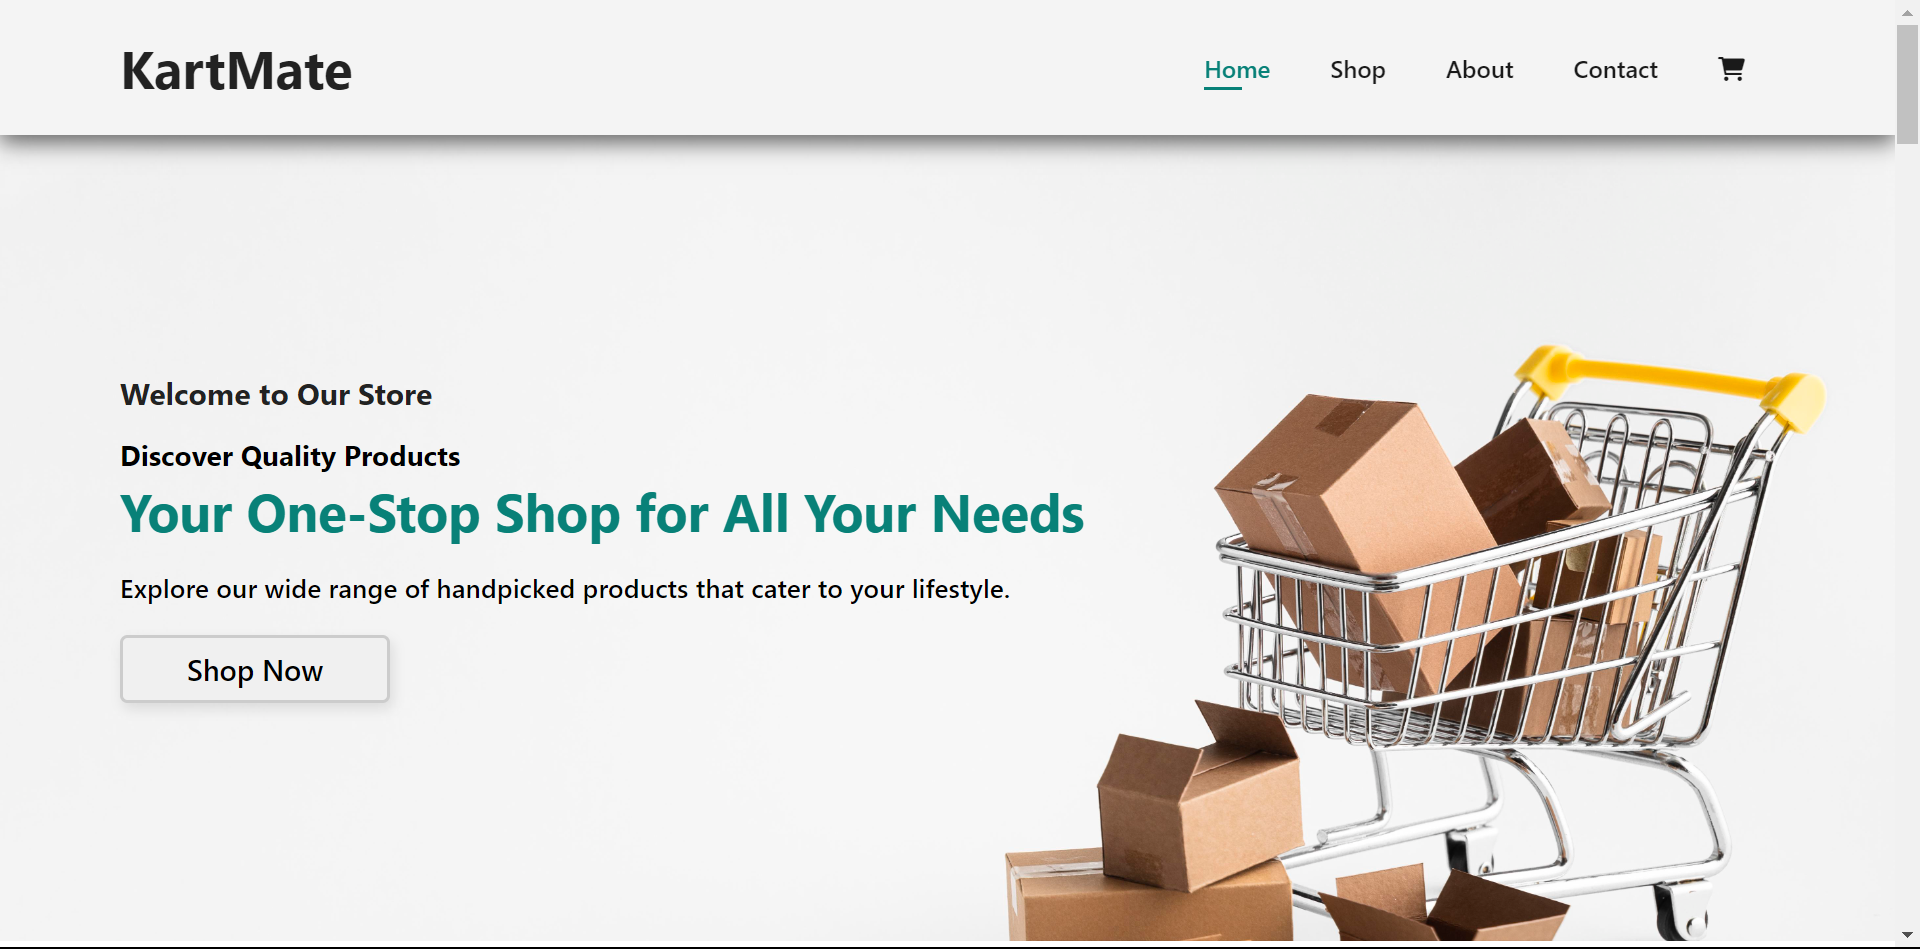 KartMate
Home Shop About Contact
Welcome to Our Store
Discover Quality Products
Your One-Stop Shop for All Your Needs
Explore our wide range of handpicked products that cater to your lifestyle.
Shop Now